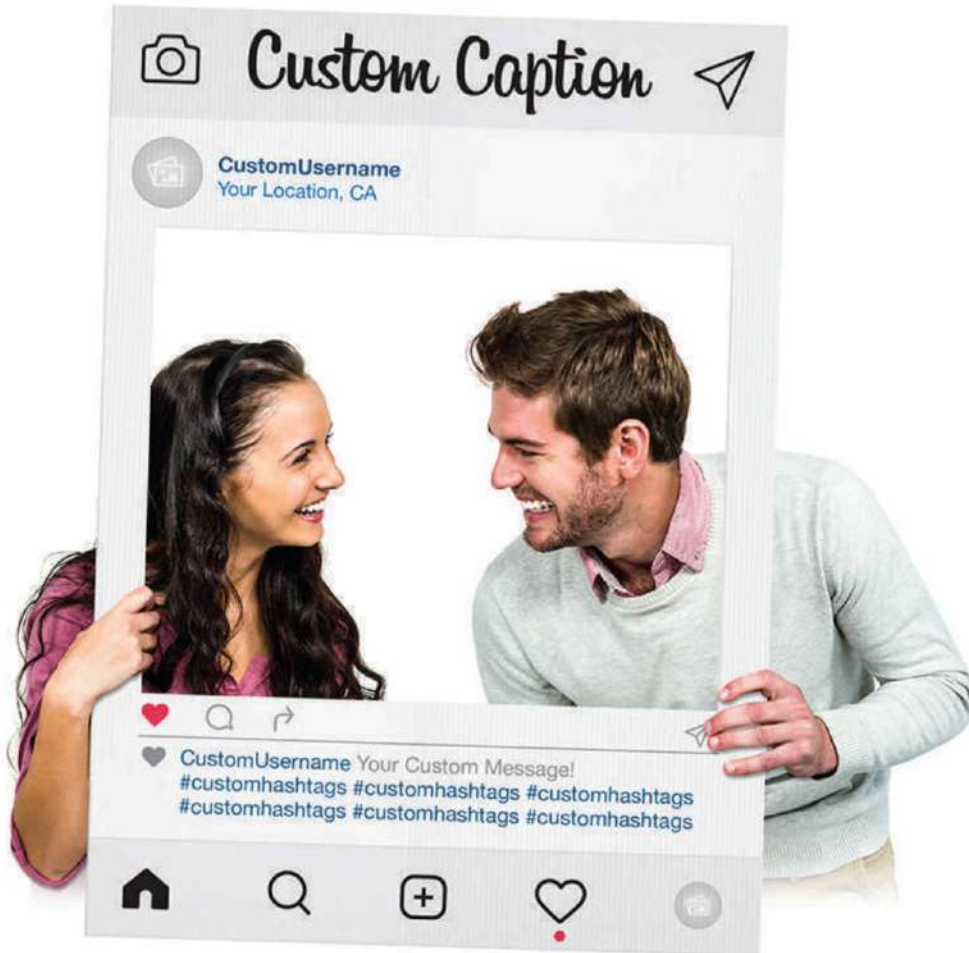 Custom Caption
CustomUsername
Your Location, CA
CustomUsername Your Custom Message!
#customhashtags #customhashtags #customhashtags
#customhashtags #customhashtags #customhashtags